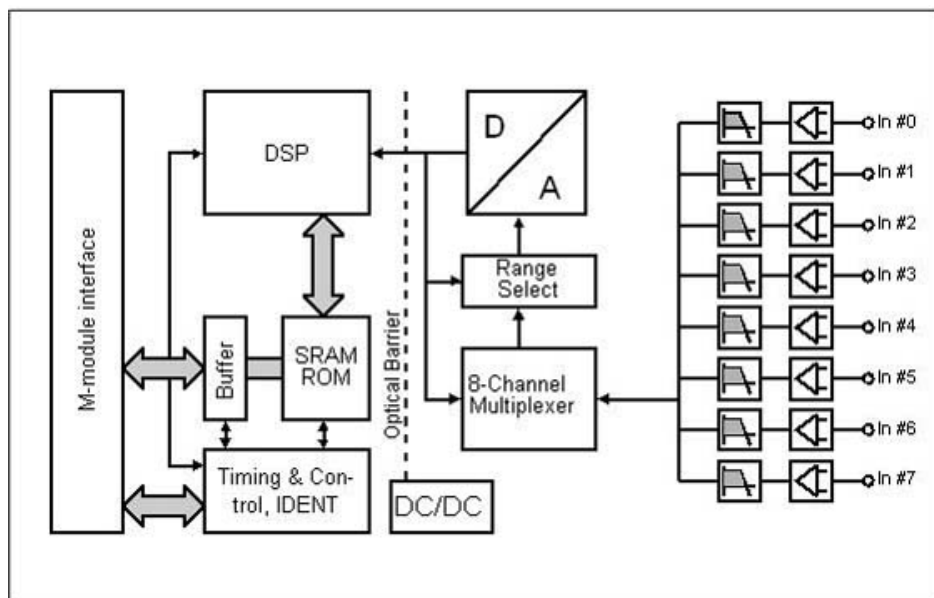 M-module interface
DSP
Buffer
SRAM
ROM
Timing & Con-
trol, IDENT
Optical Barrier
DC/DC
D
A
Range
Select
8-Channel
Multiplexer
In #0
In #1
In #2
In #3
In #4
In #5
In #6
In #7